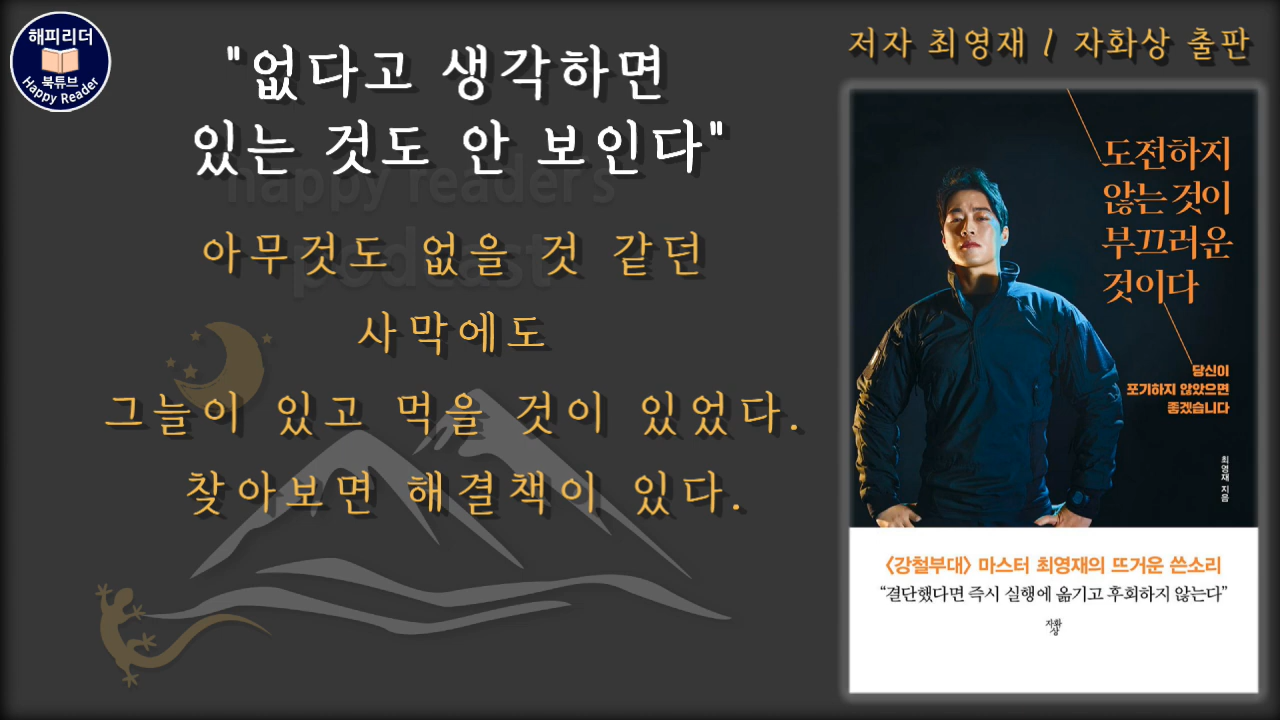 해피리더
북튜브
Happy Reader
"없다고 생각하면
있는 것도 안 보인다"
happy reader's
podcast
아무것도 없을 것 같던
사막에도
그늘이 있고 먹을 것이 있었다.
찾아보면 해결책이 있다.
저자 최영재 / 자화상 출판
도전하지
않는 것이
부끄러운
것이다
당신이
포기하지 않았으면
좋겠습니다
최영재 지음
〈강철부대〉 마스터 최영재의 뜨거운 쓴소리
“결단했다면 즉시 실행에 옮기고 후회하지 않는다”
자화
상